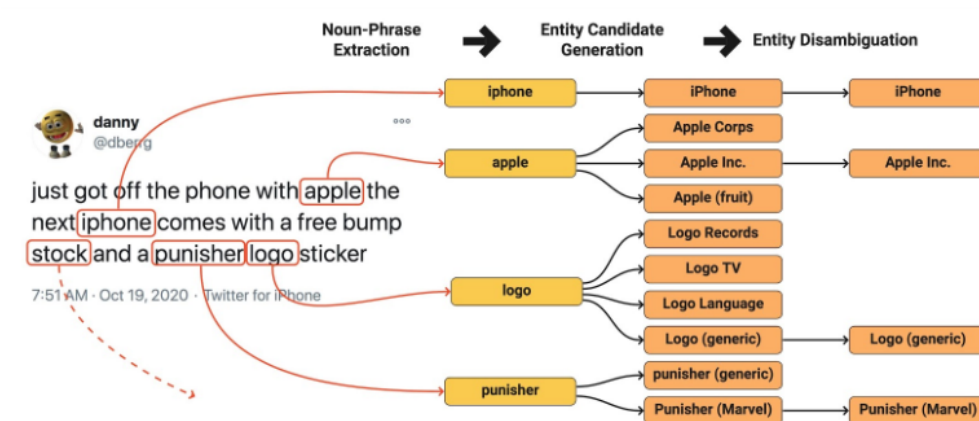 Noun-Phrase
Extraction
Entity Candidate
Generation
Entity Disambiguation
danny
@dberrg
just got off the phone with apple the
next iphone comes with a free bump
stock and a punisher logo sticker
7:51 AM · Oct 19, 2020 · Twitter for iPhone
iphone
iPhone
iPhone
apple
Apple Corps
Apple Inc.
Apple (fruit)
Apple Inc.
logo
Logo Records
Logo TV
Logo Language
Logo (generic)
Logo (generic)
punisher
punisher (generic)
Punisher (Marvel)
Punisher (Marvel)